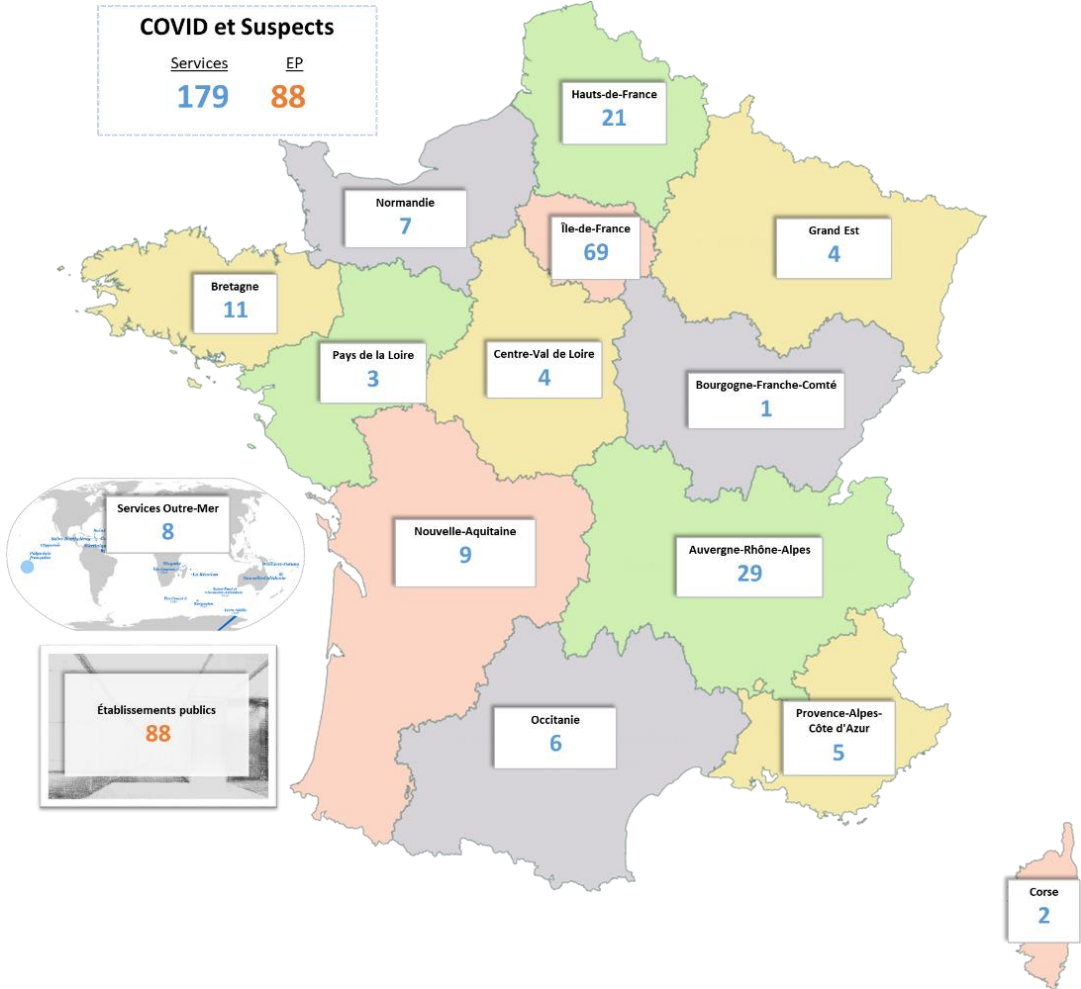 COVID et Suspects
Services EP
179 88
Hauts-de-France
21
Normandie
7
Île-de-France
69
Grand Est
4
Bretagne
11
Pays de la Loire
3
Centre-Val de Loire
4
Bourgogne-Franche-Comté
1
Services Outre-Mer
8
Nouvelle-Aquitaine
9
Auvergne-Rhône-Alpes
29
Établissements publics
88
Occitanie
6
Provence-Alpes-
Côte d'Azur
5
Corse
2